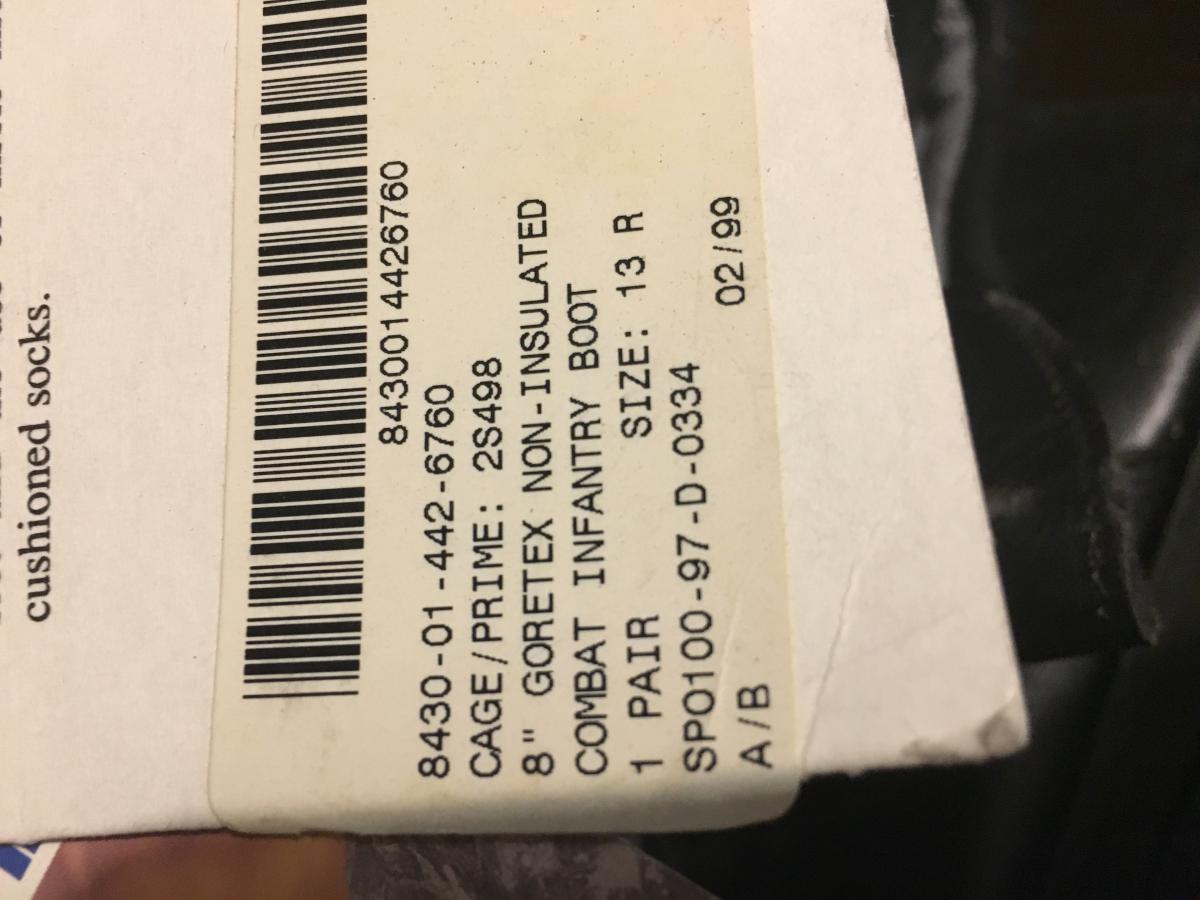 cushioned socks.
8430014426760
8430-01-442-6760
CAGE/PRIME: 2S498
8" GORETEX NON-INSULATED
COMBAT INFANTRY BOOT
1 PAIR SIZE: 13 R
SP0100-97-D-0334
A/B 02/99